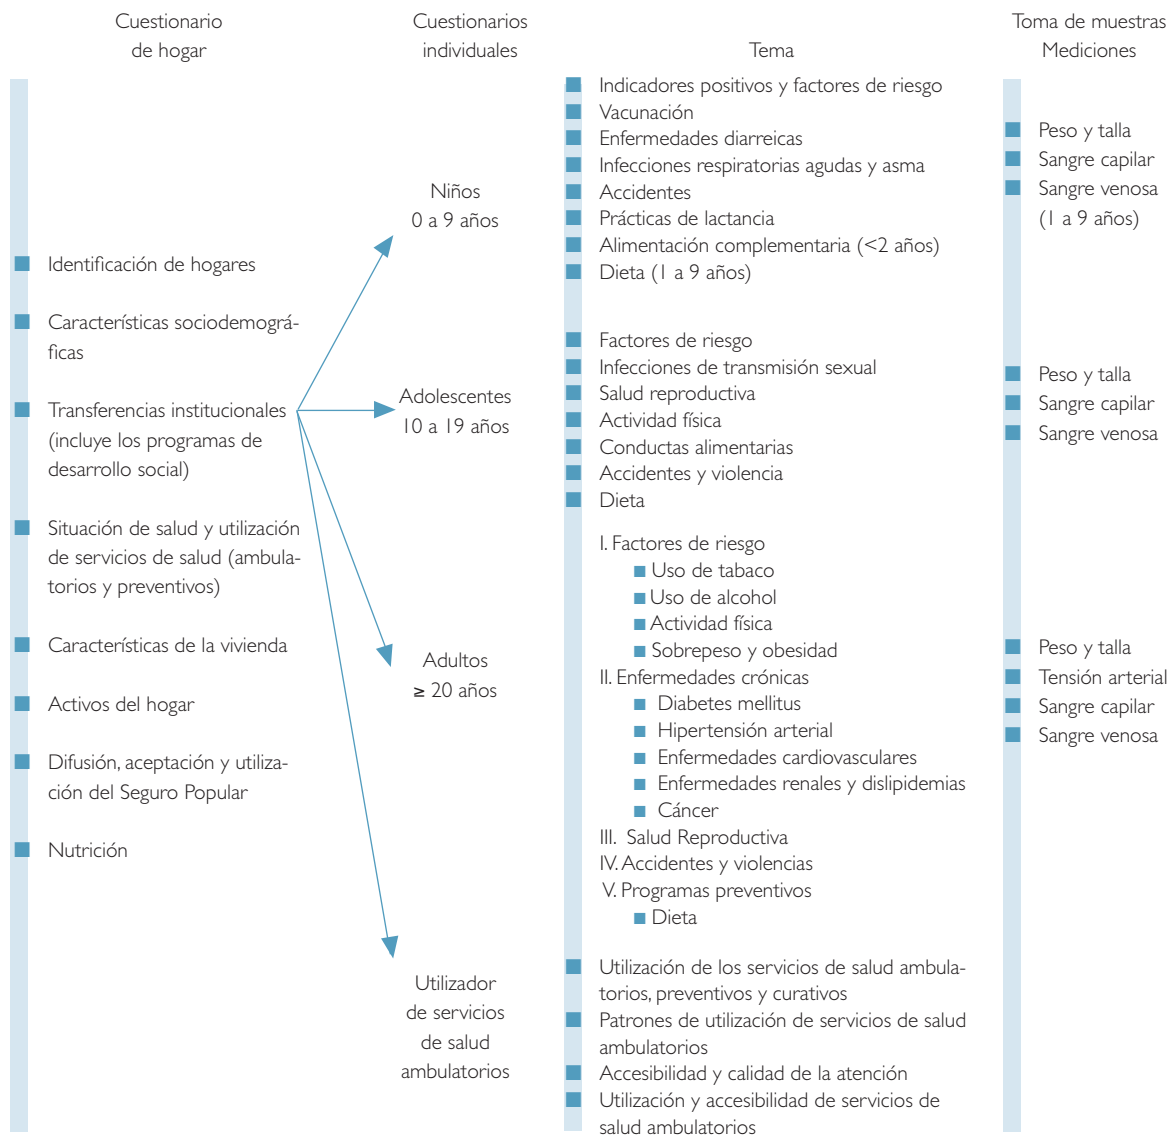 Cuestionario
de hogar
Cuestionarios
individuales
Tema
Toma de muestras
Mediciones
Identificación de hogares
Características sociodemográ-
ficas
Transferencias institucionales
(incluye los programas de
desarrollo social)
Situación de salud y utilización
de servicios de salud (ambula-
torios y preventivos)
Características de la vivienda
Activos del hogar
Difusión, aceptación y utiliza-
ción del Seguro Popular
Nutrición
Niños
0 a 9 años
Indicadores positivos y factores de riesgo
Vacunación
Enfermedades diarreicas
Infecciones respiratorias agudas y asma
Accidentes
Prácticas de lactancia
Alimentación complementaria (<2 años)
Dieta (1 a 9 años)
Peso y talla
Sangre capilar
Sangre venosa
(1 a 9 años)
Adolescentes
10 a 19 años
Factores de riesgo
Infecciones de transmisión sexual
Salud reproductiva
Actividad física
Conductas alimentarias
Accidentes y violencia
Dieta
Peso y talla
Sangre capilar
Sangre venosa
Adultos
≥ 20 años
I. Factores de riesgo
Uso de tabaco
Uso de alcohol
Actividad física
Sobrepeso y obesidad
II. Enfermedades crónicas
Diabetes mellitus
Hipertensión arterial
Enfermedades cardiovasculares
Enfermedades renales y dislipidemias
Cáncer
III. Salud Reproductiva
IV. Accidentes y violencias
V. Programas preventivos
Dieta
Peso y talla
Tensión arterial
Sangre capilar
Sangre venosa
Utilizador
de servicios
de salud
ambulatorios
Utilización de los servicios de salud ambula-
torios, preventivos y curativos
Patrones de utilización de servicios de salud
ambulatorios
Accesibilidad y calidad de la atención
Utilización y accesibilidad de servicios de
salud ambulatorios